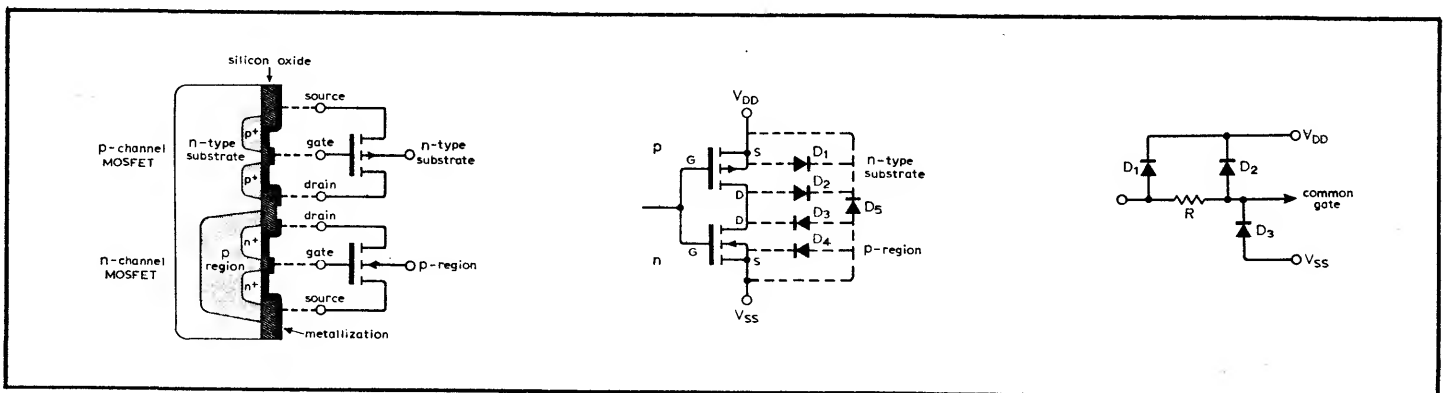 silicon oxide
source
p+
p-channel
MOSFET
n-type
substrate
gate
n-type
substrate
p+
drain
drain
n+
p
region
n-channel
MOSFET
gate
p-region
n+
source
metallization
VDD
p
S
G
D1
n-type
substrate
D
D2
D
D3
D5
G
D4
p-region
n
S
VSS
VDD
D1
D2
R
common
gate
D3
VSS